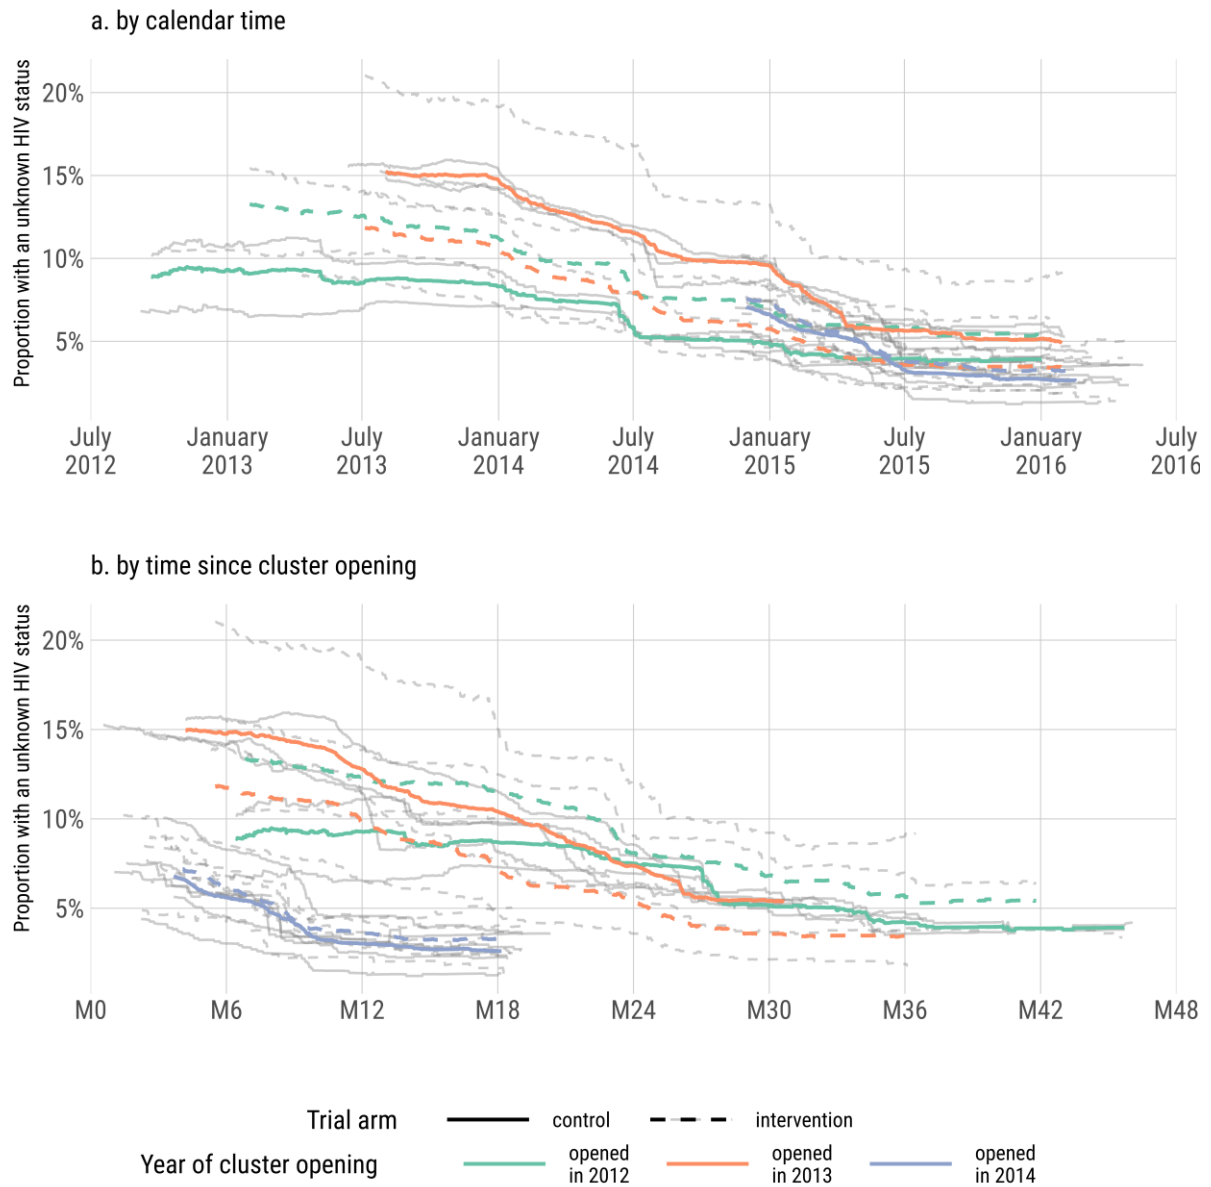 a. by calendar time
Proportion with an unknown HIV status
20%
15%
10%
5%
July 2012
January 2013
July 2013
January 2014
July 2014
January 2015
July 2015
January 2016
July 2016
b. by time since cluster opening
Proportion with an unknown HIV status
20%
15%
10%
5%
M0 M6 M12 M18 M24 M30 M36 M42 M48
Trial arm control intervention
Year of cluster opening
opened in 2012
opened in 2013
opened in 2014